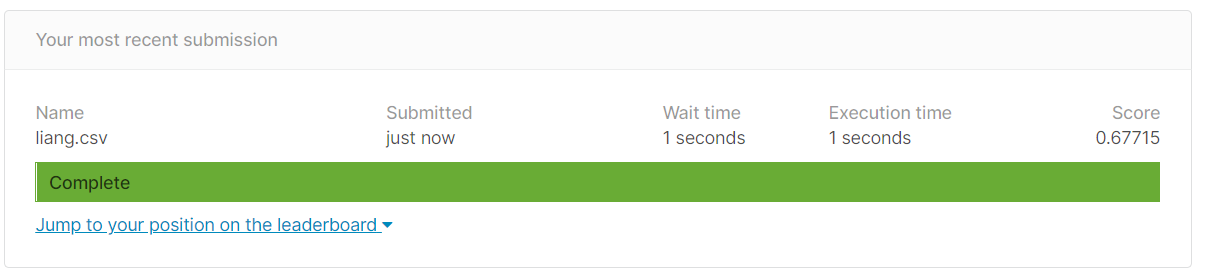 Your most recent submission
Name Submitted Wait time Execution time Score
liang.csv just now 1 seconds 1 seconds 0.67715
Complete
Jump to your position on the leaderboard